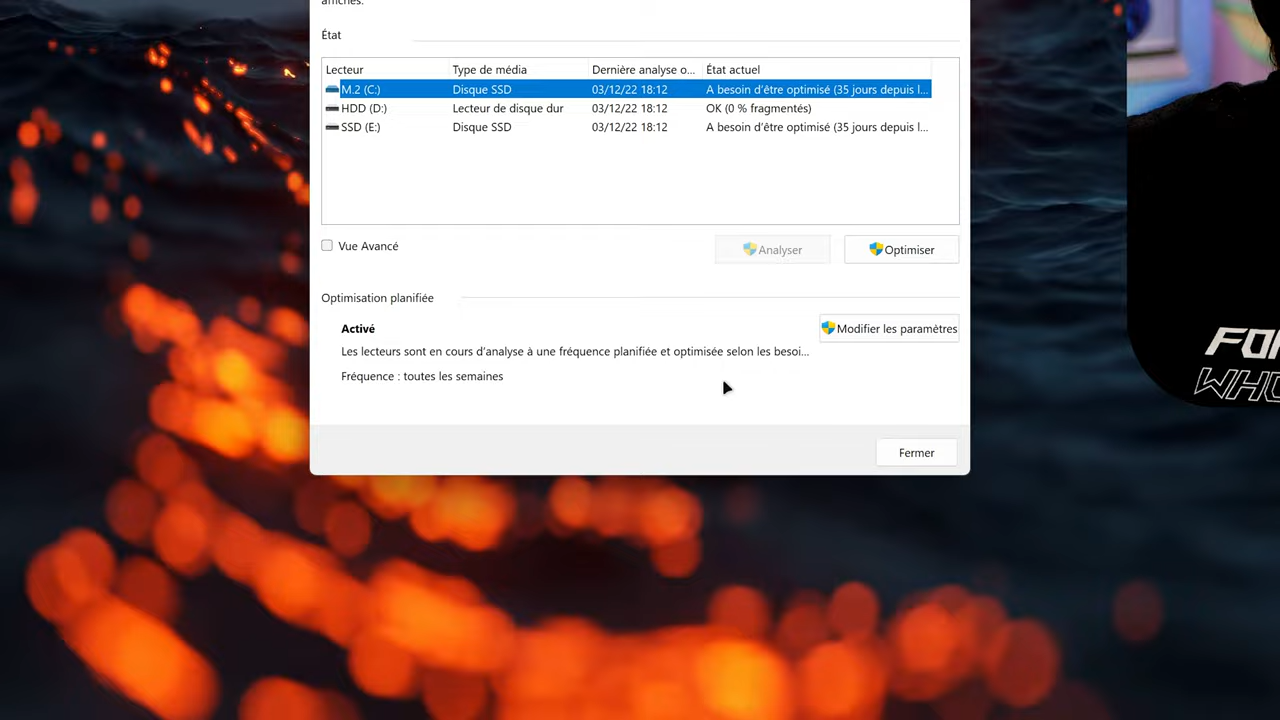 État
Lecteur Type de média Dernière analyse o... État actuel
M.2 (C:) Disque SSD 03/12/22 18:12 A besoin d'être optimisé (35 jours depuis l...
HDD (D:) Lecteur de disque dur 03/12/22 18:12 OK (0 % fragmentés)
SSD (E:) Disque SSD 03/12/22 18:12 A besoin d'être optimisé (35 jours depuis l...
Vue Avancé Analyser Optimiser
Optimisation planifiée
Activé Modifier les paramètres
Les lecteurs sont en cours d'analyse à une fréquence planifiée et optimisée selon les besoi...
Fréquence : toutes les semaines
Fermer